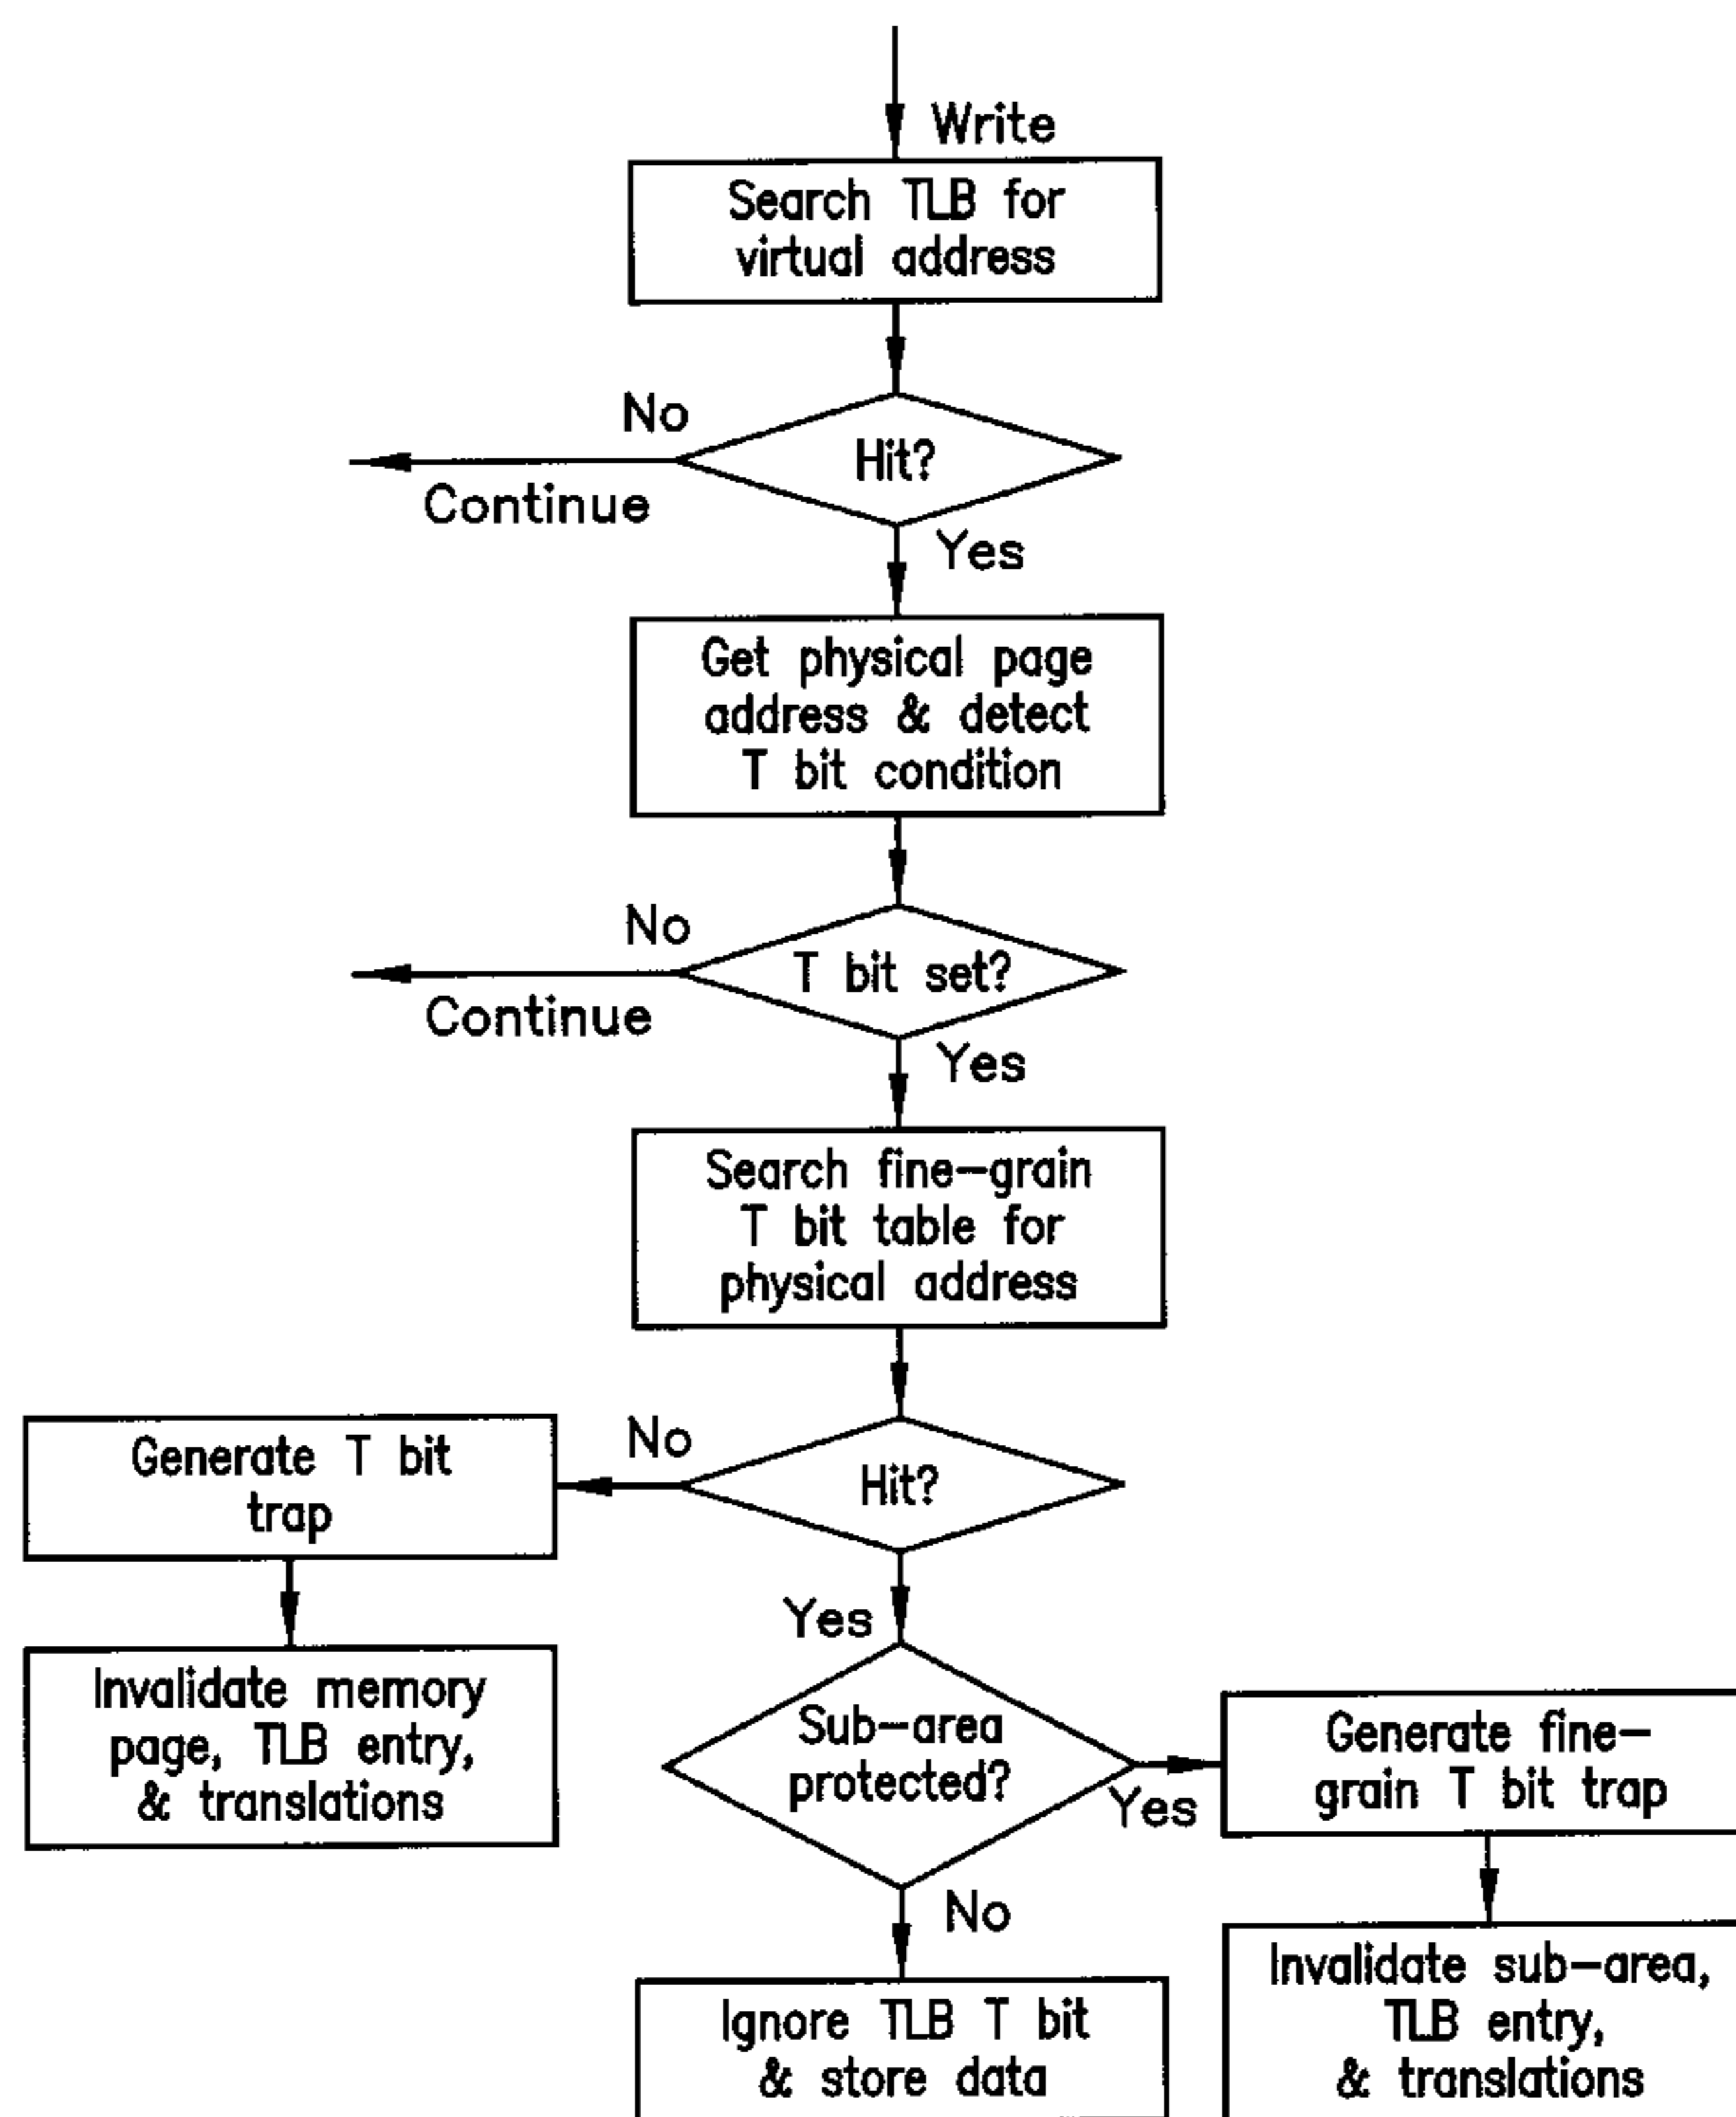 Write
Search TLB for
virtual address
No
Hit?
Continue
Yes
Get physical page
address & detect
T bit condition
No
T bit set?
Continue
Yes
Search fine-grain
T bit table for
physical address
No
Hit?
Generate T bit
trap
Yes
Invalidate memory
page, TLB entry,
& translations
Sub-area
protected?
Yes
Generate fine-
grain T bit trap
No
Ignore TLB T bit
& store data
Invalidate sub-area,
TLB entry,
& translations